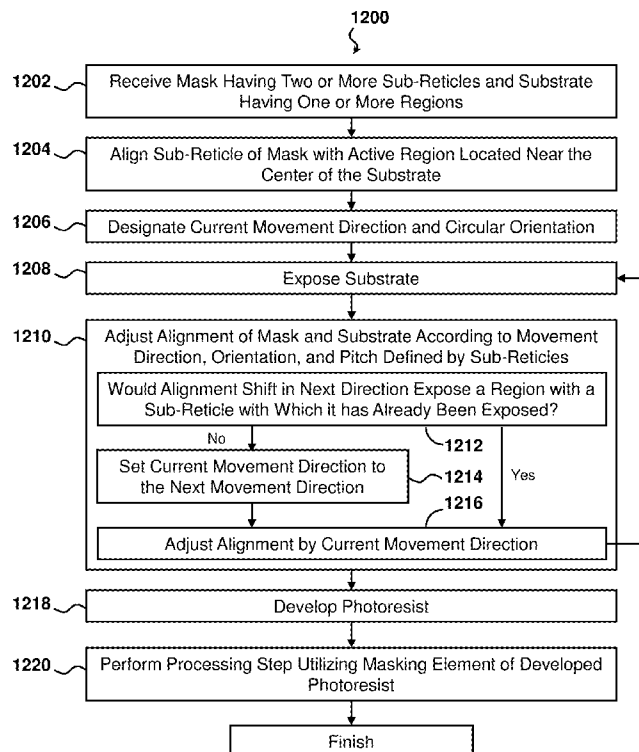 1200
1202
Receive Mask Having Two or More Sub-Reticles and Substrate
Having One or More Regions
1204
Align Sub-Reticle of Mask with Active Region Located Near the
Center of the Substrate
1206
Designate Current Movement Direction and Circular Orientation
1208
Expose Substrate
1210
Adjust Alignment of Mask and Substrate According to Movement
Direction, Orientation, and Pitch Defined by Sub-Reticles
Would Alignment Shift in Next Direction Expose a Region with a
Sub-Reticle with Which it has Already Been Exposed?
No
1212
Set Current Movement Direction to
the Next Movement Direction
1214
Yes
1216
Adjust Alignment by Current Movement Direction
1218
Develop Photoresist
1220
Perform Processing Step Utilizing Masking Element of Developed
Photoresist
Finish